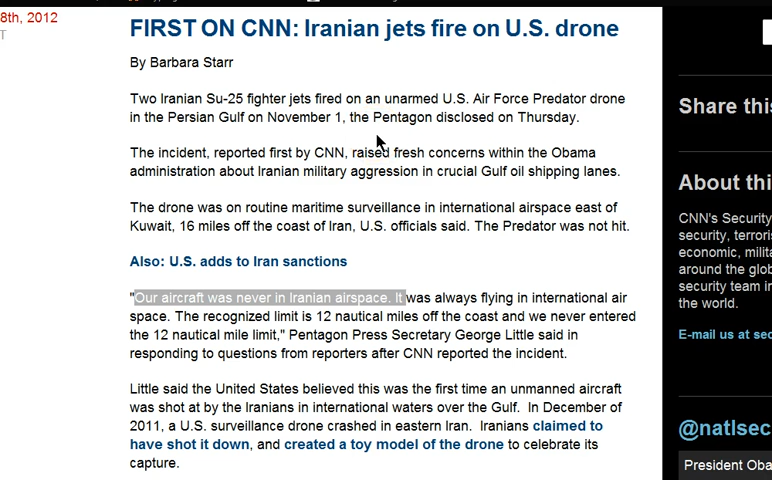 8th, 2012
T
FIRST ON CNN: Iranian jets fire on U.S. drone
By Barbara Starr
Two Iranian Su-25 fighter jets fired on an unarmed U.S. Air Force Predator drone
in the Persian Gulf on November 1, the Pentagon disclosed on Thursday.
The incident, reported first by CNN, raised fresh concerns within the Obama
administration about Iranian military aggression in crucial Gulf oil shipping lanes.
The drone was on routine maritime surveillance in international airspace east of
Kuwait, 16 miles off the coast of Iran, U.S. officials said. The Predator was not hit.
Also: U.S. adds to Iran sanctions
"Our aircraft was never in Iranian airspace. It was always flying in international air
space. The recognized limit is 12 nautical miles off the coast and we never entered
the 12 nautical mile limit," Pentagon Press Secretary George Little said in
responding to questions from reporters after CNN reported the incident.
Little said the United States believed this was the first time an unmanned aircraft
was shot at by the Iranians in international waters over the Gulf. In December of
2011, a U.S. surveillance drone crashed in eastern Iran. Iranians claimed to
have shot it down, and created a toy model of the drone to celebrate its
capture.
Share this
About thi
CNN's Security
security, terroris
economic, milita
around the glob
security team in
the world.
E-mail us at sec
@natlsec
President Oba